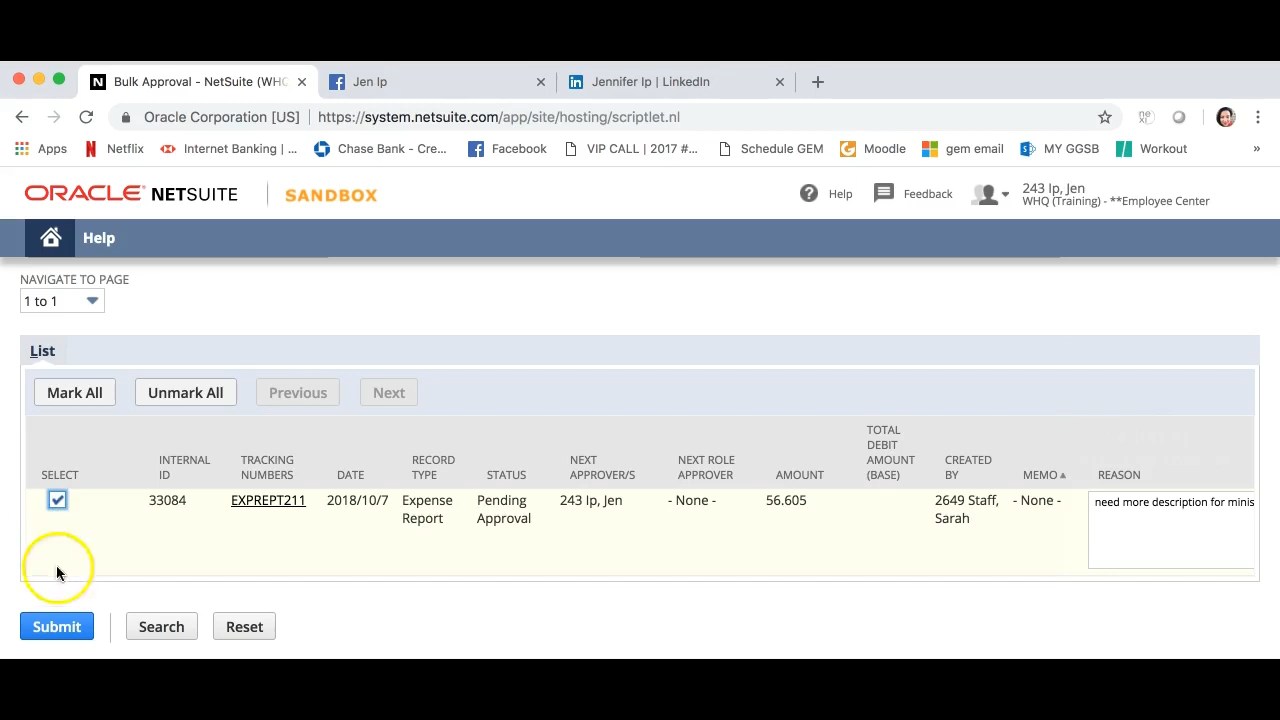 Bulk Approval - NetSuite (WHQ
Jen Ip
Jennifer Ip | LinkedIn
Oracle Corporation [US]
https://system.netsuite.com/app/site/hosting/scriptlet.nl
Apps
Netflix
Internet Banking | ...
Chase Bank - Cre...
Facebook
VIP CALL | 2017 #...
Schedule GEM
Moodle
gem email
MY GGSB
Workout
»
ORACLE NETSUITE
SANDBOX
Help
Feedback
243 Ip, Jen
WHQ (Training) - **Employee Center
Help
NAVIGATE TO PAGE
1 to 1
List
Mark All
Unmark All
Previous
Next
SELECT
INTERNAL
ID
TRACKING
NUMBERS
DATE
RECORD
TYPE
STATUS
NEXT
APPROVER/S
NEXT ROLE
APPROVER
AMOUNT
TOTAL
DEBIT
AMOUNT
(BASE)
CREATED
BY
MEMO
REASON
33084
EXPREPT211
2018/10/7
Expense
Report
Pending
Approval
243 Ip, Jen
- None -
56.605
2649 Staff,
Sarah
- None -
need more description for minis
Submit
Search
Reset